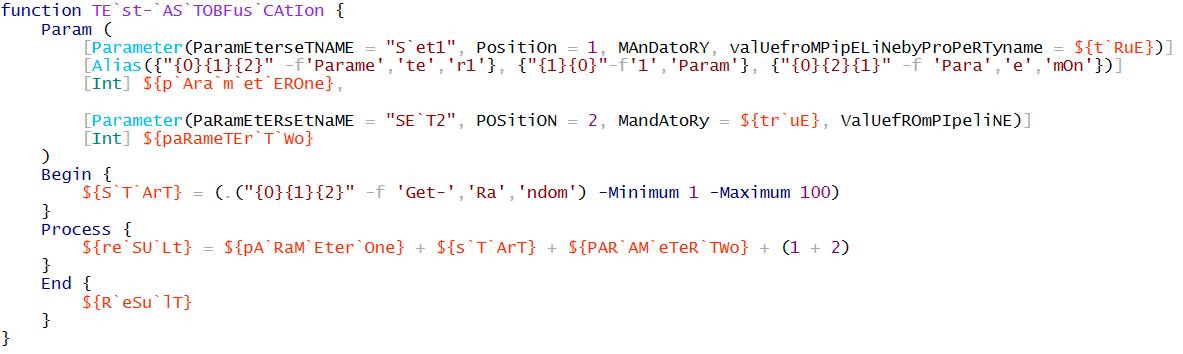 function TE`st-`AS`TOBFus`CAtIon {
    Param (
        [Parameter(ParamEterseTNAME = "S`et1", PositiOn = 1, MAnDatoRY, valUefroMPipELiNebyProPeRTyname = ${t`RuE})]
        [Alias({"{0}{1}{2}" -f'Parame','te','r1'}, {"{1}{0}"-f'1','Param'}, {"{0}{2}{1}" -f 'Para','e','mOn'})]
        [Int] ${p`Ara`m`et`EROne},

        [Parameter(PaRamEtERsEtNaME = "SE`T2", POSitiON = 2, MandAtoRy = ${tr`uE}, ValUefROmPIpeliNE)]
        [Int] ${paRameTEr`T`Wo}
    )
    Begin {
        ${S`T`ArT} = (.("{0}{1}{2}" -f 'Get-','Ra','ndom') -Minimum 1 -Maximum 100)
    }
    Process {
        ${re`SU`Lt} = ${pA`RaM`Eter`One} + ${s`T`ArT} + ${PAR`AM`eTeR`TWo} + (1 + 2)
    }
    End {
        ${R`eSu`lT}
    }
}